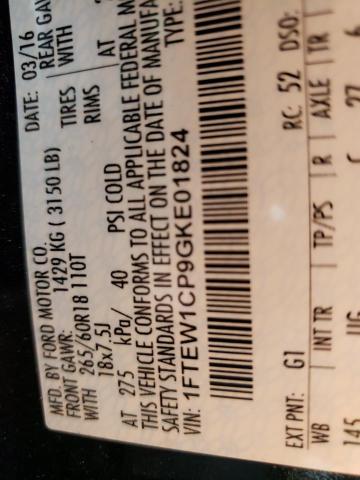 MFD. BY FORD MOTOR CO.
DATE: 03/16
FRONT GAWR: 1429 KG ( 3150 LB)
REAR GA
WITH 265/60R18 110T TIRES WITH
18x7.5J RIMS
AT 275 kPa/ 40 PSI COLD AT
THIS VEHICLE CONFORMS TO ALL APPLICABLE FEDERAL M
SAFETY STANDARDS IN EFFECT ON THE DATE OF MANUFA
VIN: 1FTEW1CP9GKE01824
TYPE:
EXT PNT: G1 RC: 52 DSO:
WB INT TR TP/PS R AXLE TR
145 27 6